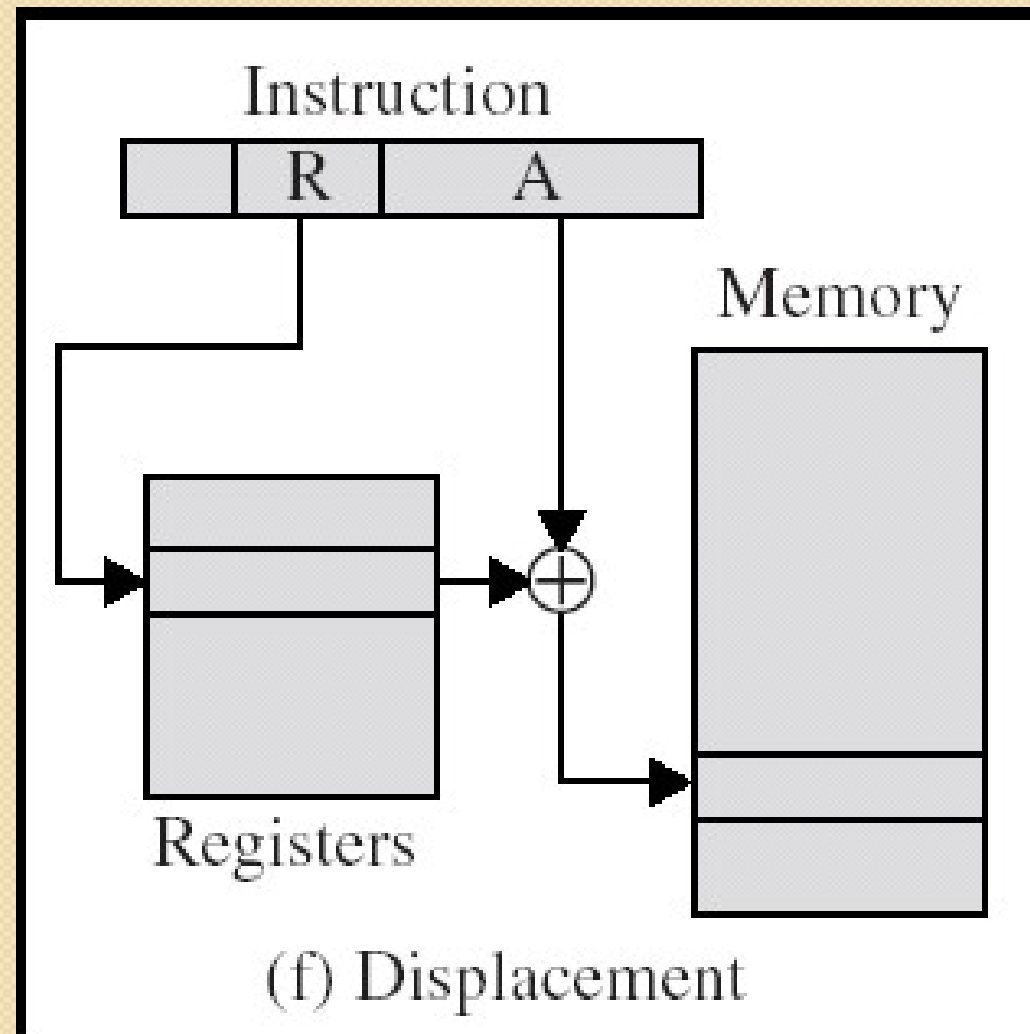 Instruction
R A
Memory
Registers
(f) Displacement